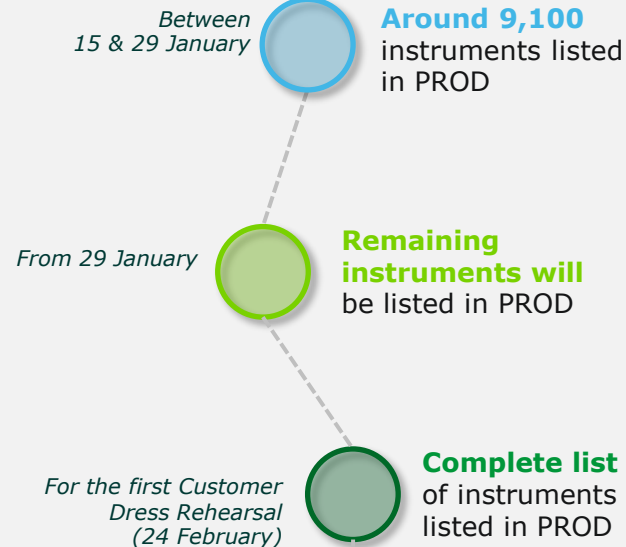 Between
15 & 29 January
Around 9,100
instruments listed
in PROD
From 29 January
Remaining
instruments will
be listed in PROD
For the first Customer
Dress Rehearsal
(24 February)
Complete list
of instruments
listed in PROD